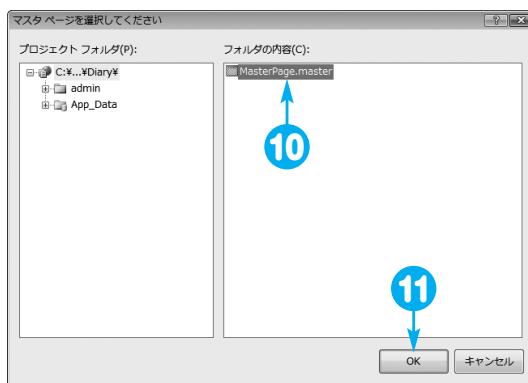 マスタ ページを選択してください
プロジェクト フォルダ(P):
フォルダの内容(C):
C:¥...¥Diary¥
admin
App_Data
MasterPage.master
10
11
OK
キャンセル